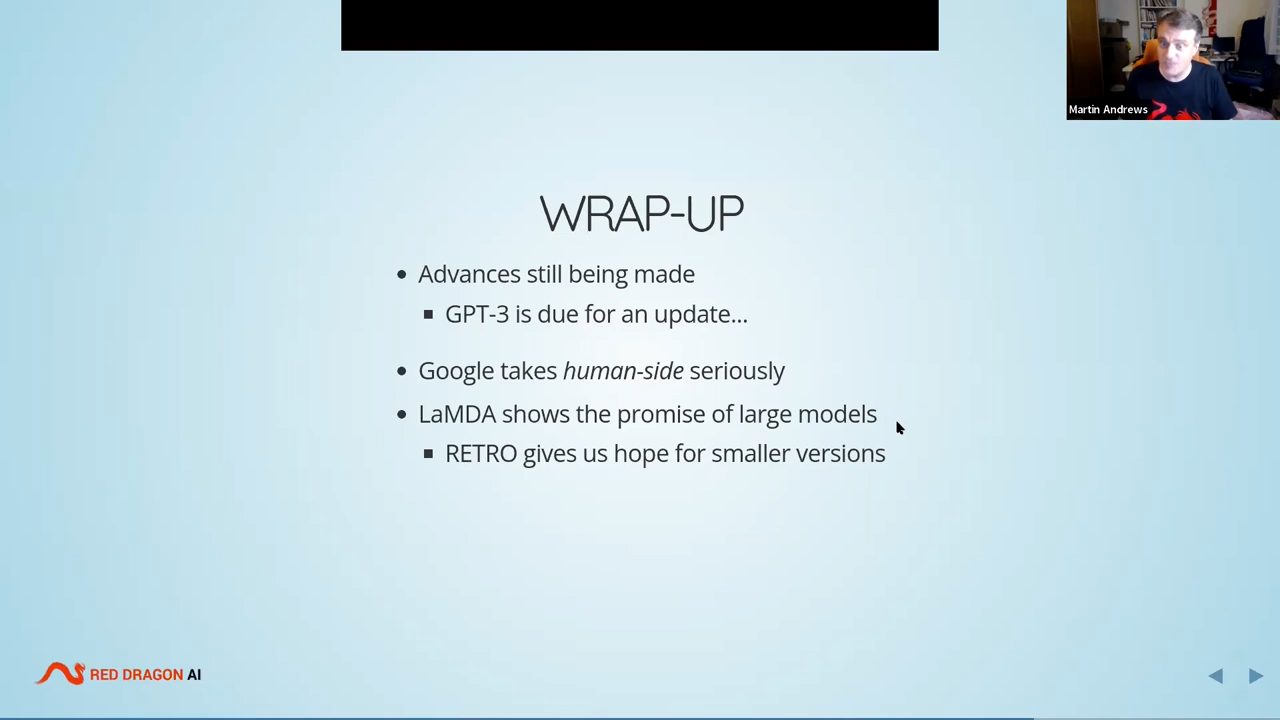 Martin Andrews
WRAP-UP
Advances still being made
GPT-3 is due for an update...
Google takes human-side seriously
LaMDA shows the promise of large models
RETRO gives us hope for smaller versions
RED DRAGON AI